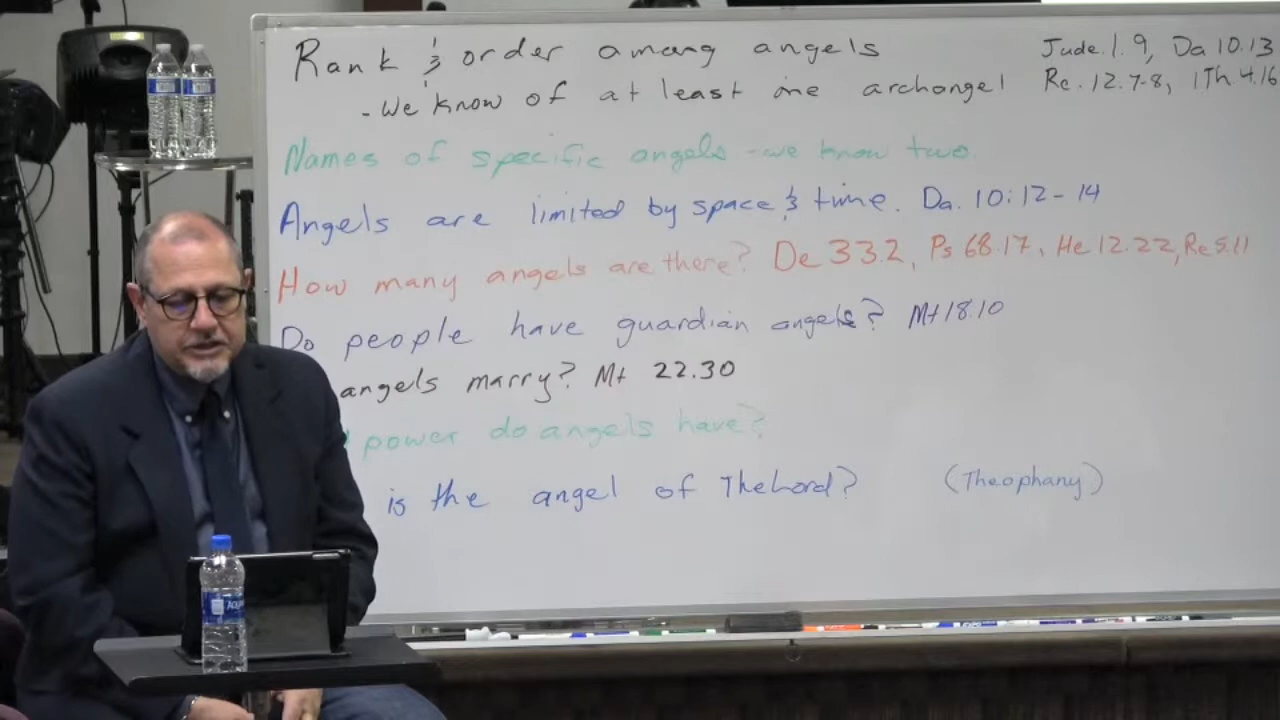 Rank & order among angels Jude.1.9, Da 10.13
- We know of at least one archangel Re.12.7-8, 1Th.4.16
Names of specific angels - we know two.
Angels are limited by space & time. Da. 10:12-14
How many angels are there? De 33.2, Ps 68.17, He 12.22, Re 5.11
Do people have guardian angels? Mt 18.10
angels marry? Mt 22.30
power do angels have?
is the angel of The Lord? (Theophany)